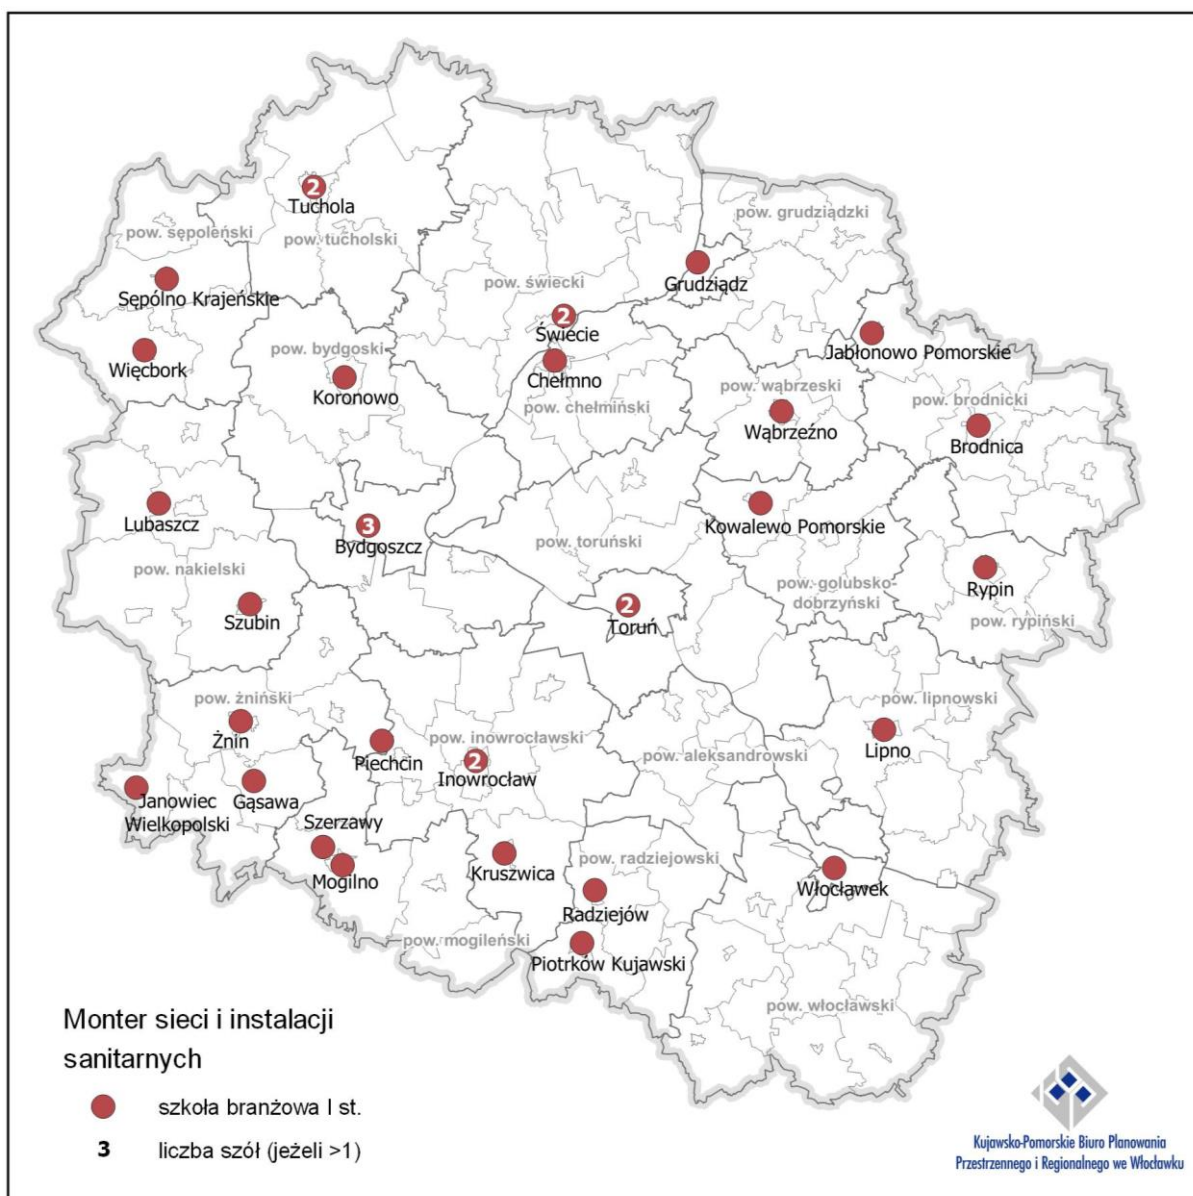 2
Tuchola
pow. sępoleński
pow. tucholski
pow. grudziądzki
Sępólno Krajeńskie
pow. świecki
Grudziądz
2
Świecie
Więcbork
pow. bydgoski
Koronowo
Chełmno
pow. chełmiński
Jabłonowo Pomorskie
pow. wąbrzeski
Wąbrzeźno
pow. brodnicki
Brodnica
Lubaszcz
3
Bydgoszcz
pow. toruński
Kowalewo Pomorskie
pow. nakielski
Szubin
2
Toruń
pow. golubsko-
dobrzyński
Rypin
pow. rypiński
pow. żniński
Żnin
Piechcin
pow. inowrocławski
2
Inowrocław
pow. aleksandrowski
pow. lipnowski
Lipno
Janowiec
Wielkopolski
Gąsawa
Szerzawy
Mogilno
Kruszwica
pow. radziejowski
Radziejów
Włocławek
pow. mogileński
Piotrków Kujawski
pow. włocławski
Monter sieci i instalacji
sanitarnych
szkoła branżowa I st.
3 liczba szół (jeżeli >1)
Kujawsko-Pomorskie Biuro Planowania
Przestrzennego i Regionalnego we Włocławku